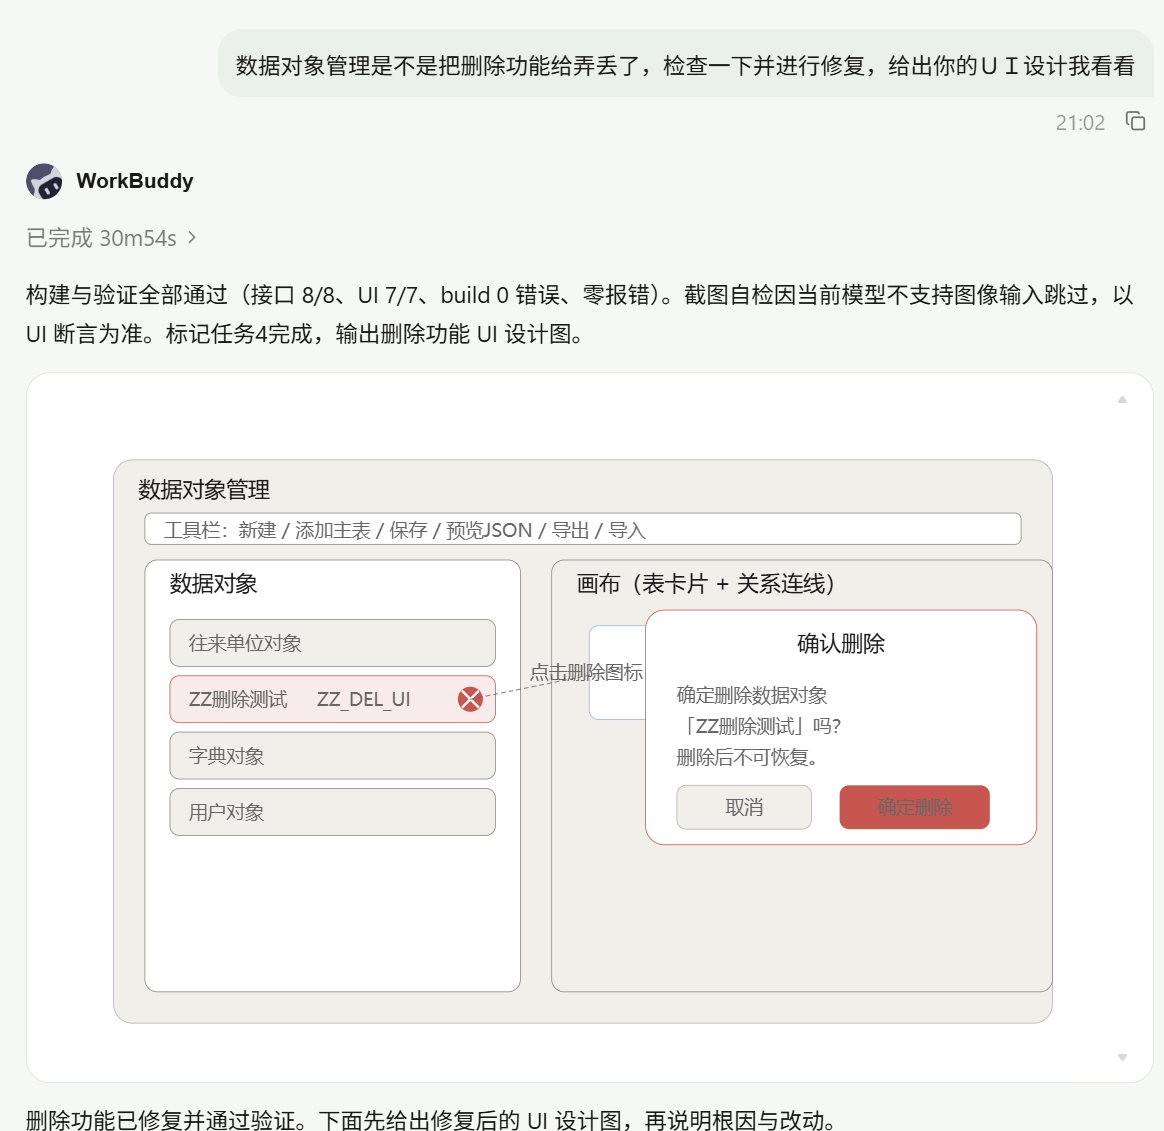 数据对象管理是不是把删除功能给弄丢了，检查一下并进行修复，给出你的ＵＩ设计我看看
21:02
WorkBuddy
已完成 30m54s
构建与验证全部通过（接口 8/8、UI 7/7、build 0 错误、零报错）。截图自检因当前模型不支持图像输入跳过，以
UI 断言为准。标记任务4完成，输出删除功能 UI 设计图。
数据对象管理
工具栏：新建 / 添加主表 / 保存 / 预览JSON / 导出 / 导入
数据对象
往来单位对象
ZZ删除测试 ZZ_DEL_UI
字典对象
用户对象
点击删除图标
画布（表卡片 + 关系连线）
确认删除
确定删除数据对象
「ZZ删除测试」吗？
删除后不可恢复。
取消
确定删除
删除功能已修复并通过验证。下面先给出修复后的 UI 设计图，再说明根因与改动。